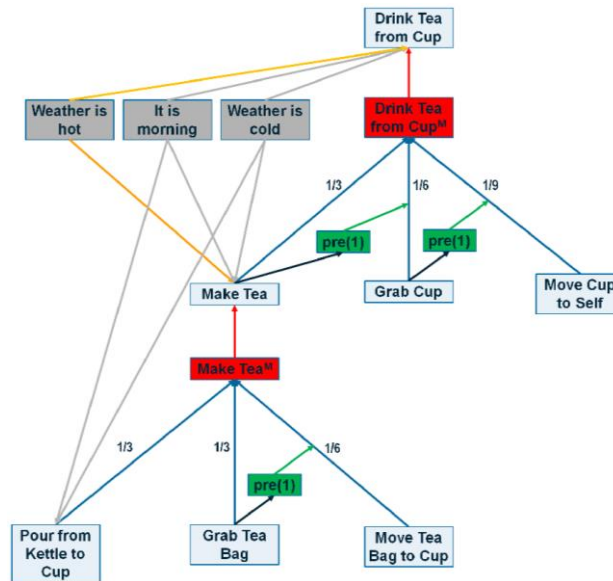 Drink Tea
from Cup
Weather is
hot
It is
morning
Weather is
cold
Drink Tea
from Cupᴹ
1/3
1/6
1/9
pre(1)
pre(1)
Make Tea
Grab Cup
Move Cup
to Self
Make Teaᴹ
1/3
1/3
1/6
pre(1)
Pour from
Kettle to
Cup
Grab Tea
Bag
Move Tea
Bag to Cup